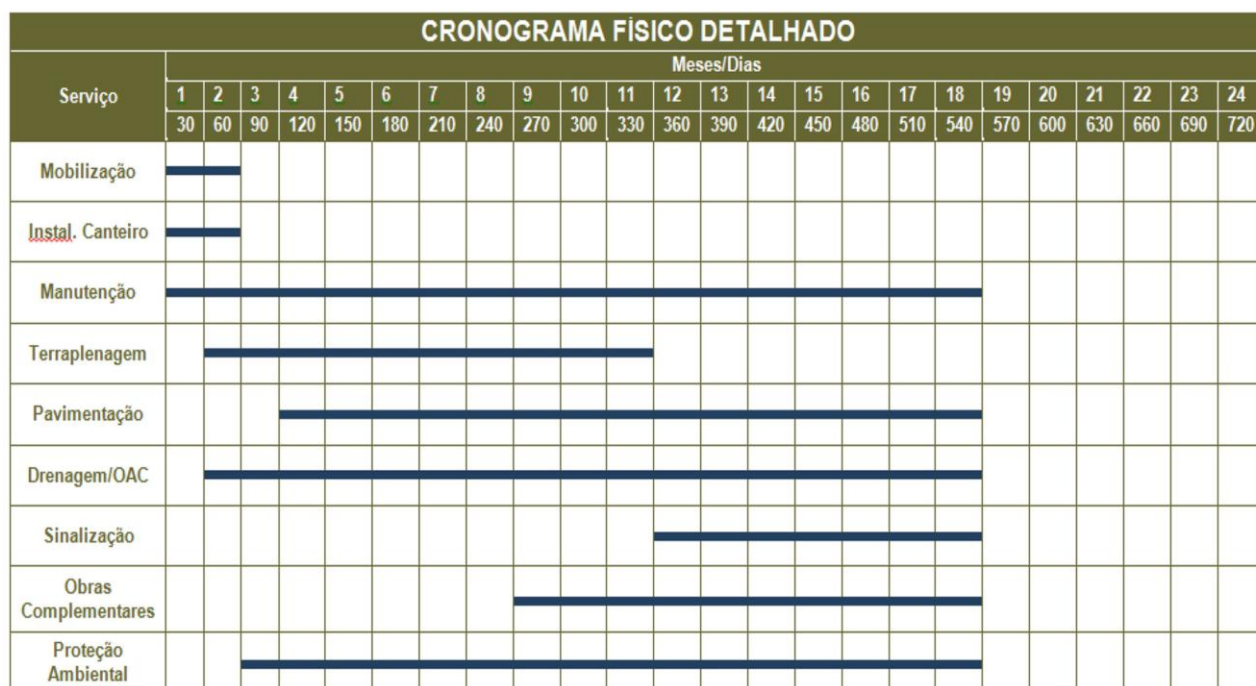 CRONOGRAMA FÍSICO DETALHADO
Serviço
Meses/Dias
1 2 3 4 5 6 7 8 9 10 11 12 13 14 15 16 17 18 19 20 21 22 23 24
30 60 90 120 150 180 210 240 270 300 330 360 390 420 450 480 510 540 570 600 630 660 690 720
Mobilização
Instal. Canteiro
Manutenção
Terraplenagem
Pavimentação
Drenagem/OAC
Sinalização
Obras
Complementares
Proteção
Ambiental